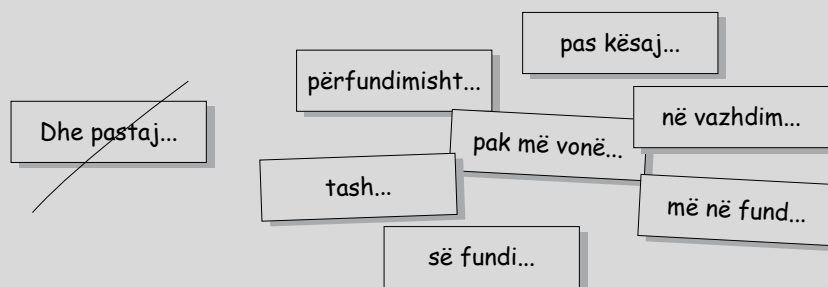 pas kësaj...
përfundimisht...
në vazhdim...
Dhe pastaj...
pak më vonë...
tash...
më në fund...
së fundi...